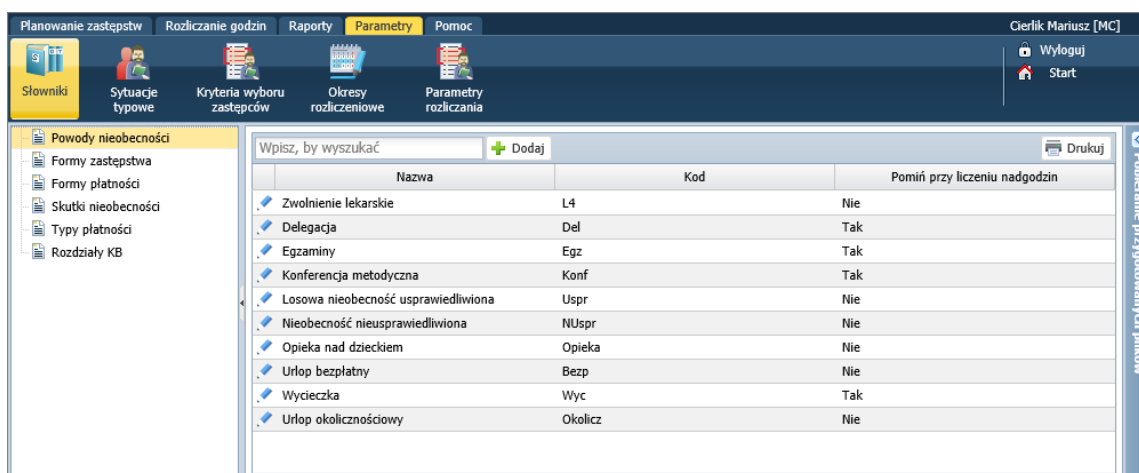 Planowanie zastępstw Rozliczanie godzin Raporty Parametry Pomoc Cierlik Mariusz [MC]
Słowniki
Sytuacje typowe
Kryteria wyboru zastępców
Okresy rozliczeniowe
Parametry rozliczania
Wyloguj
Start
Powody nieobecności
Formy zastępstwa
Formy płatności
Skutki nieobecności
Typy płatności
Rozdziały KB
Wpisz, by wyszukać Dodaj Drukuj
Nazwa Kod Pomiń przy liczeniu nadgodzin
Zwolnienie lekarskie L4 Nie
Delegacja Del Tak
Egzaminy Egz Tak
Konferencja metodyczna Konf Tak
Losowa nieobecność usprawiedliwiona Uspr Nie
Nieobecność nieusprawiedliwiona NUspr Nie
Opieka nad dzieckiem Opieka Nie
Urlop bezpłatny Bezp Nie
Wycieczka Wyc Tak
Urlop okolicznościowy Okolicz Nie
Pobieranie przygotowanych plików